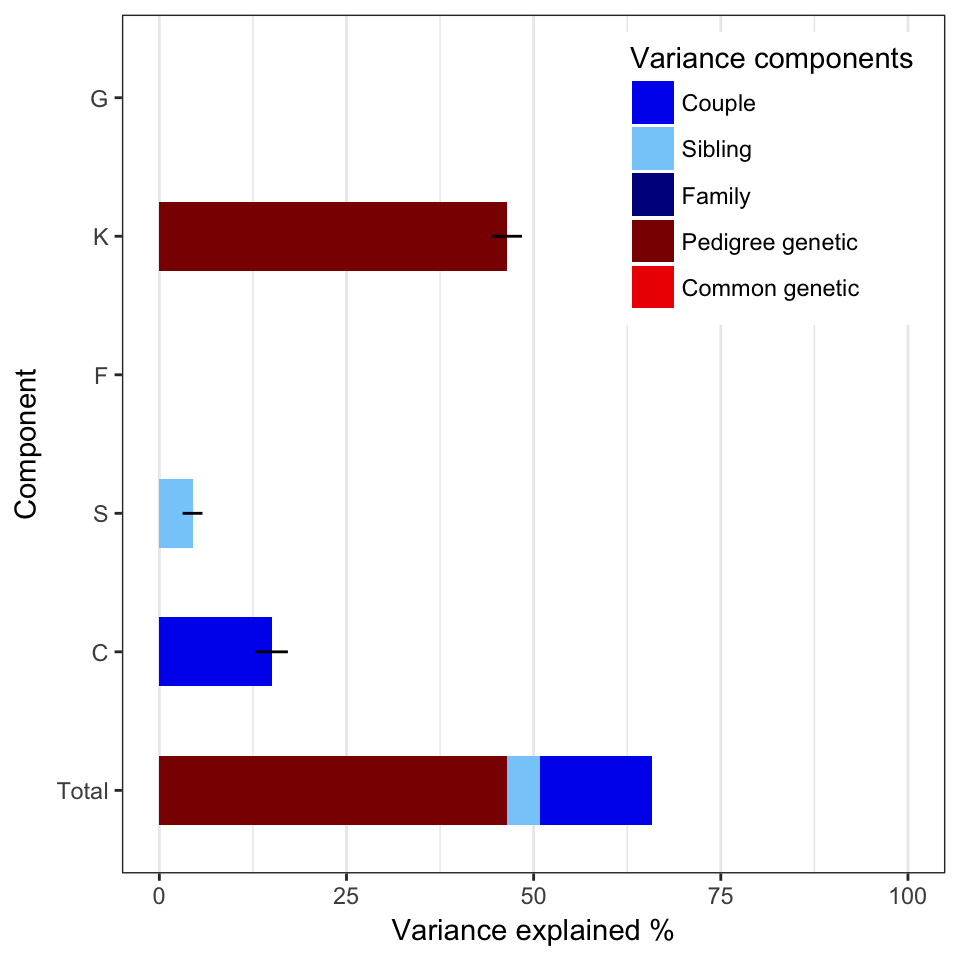 Variance components
Couple
Sibling
Family
Pedigree genetic
Common genetic
Component
G
K
F
S
C
Total
0 25 50 75 100
Variance explained %